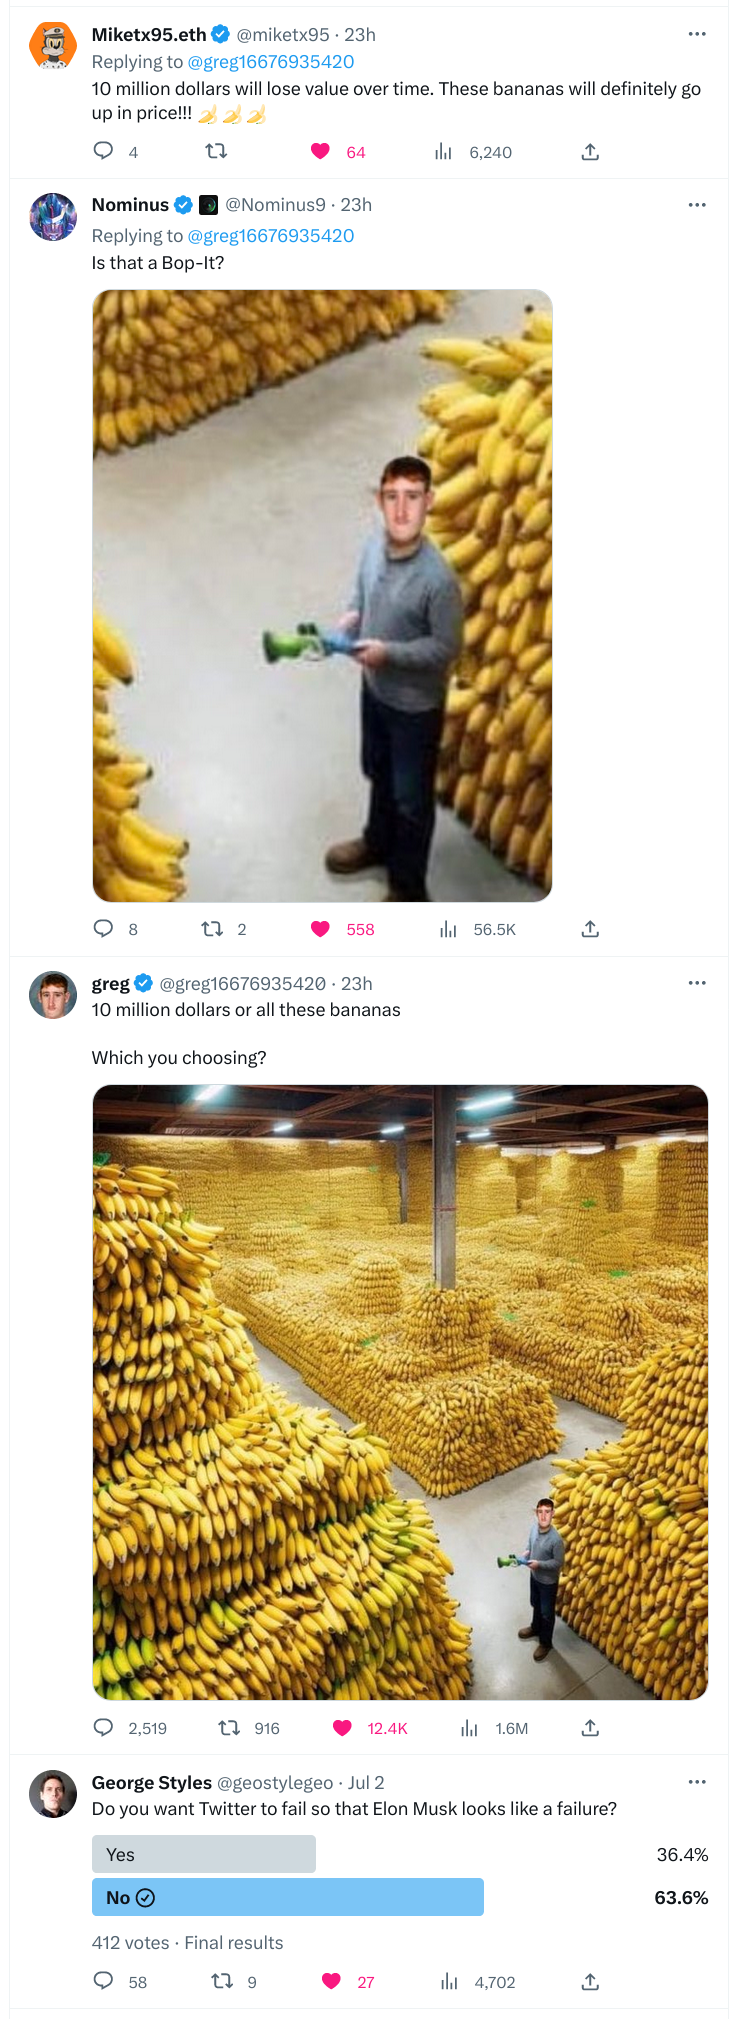 Miketx95.eth @miketx95 · 23h
Replying to @greg16676935420
10 million dollars will lose value over time. These bananas will definitely go
up in price!!! 🍌🍌🍌
4 64 6,240
Nominus @Nominus9 · 23h
Replying to @greg16676935420
Is that a Bop-It?
8 2 558 56.5K
greg @greg16676935420 · 23h
10 million dollars or all these bananas
Which you choosing?
2,519 916 12.4K 1.6M
George Styles @geostylegeo · Jul 2
Do you want Twitter to fail so that Elon Musk looks like a failure?
Yes 36.4%
No 63.6%
412 votes · Final results
58 9 27 4,702